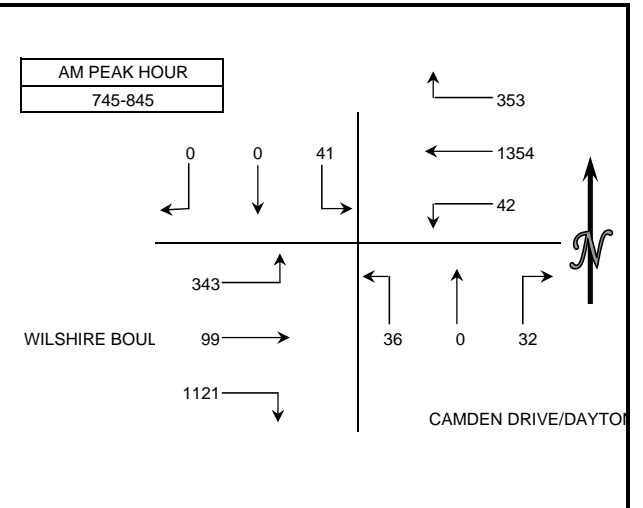 AM PEAK HOUR
745-845
353
0 0 41
1354
42
N
343
WILSHIRE BOUL 99
36 0 32
1121
CAMDEN DRIVE/DAYTON